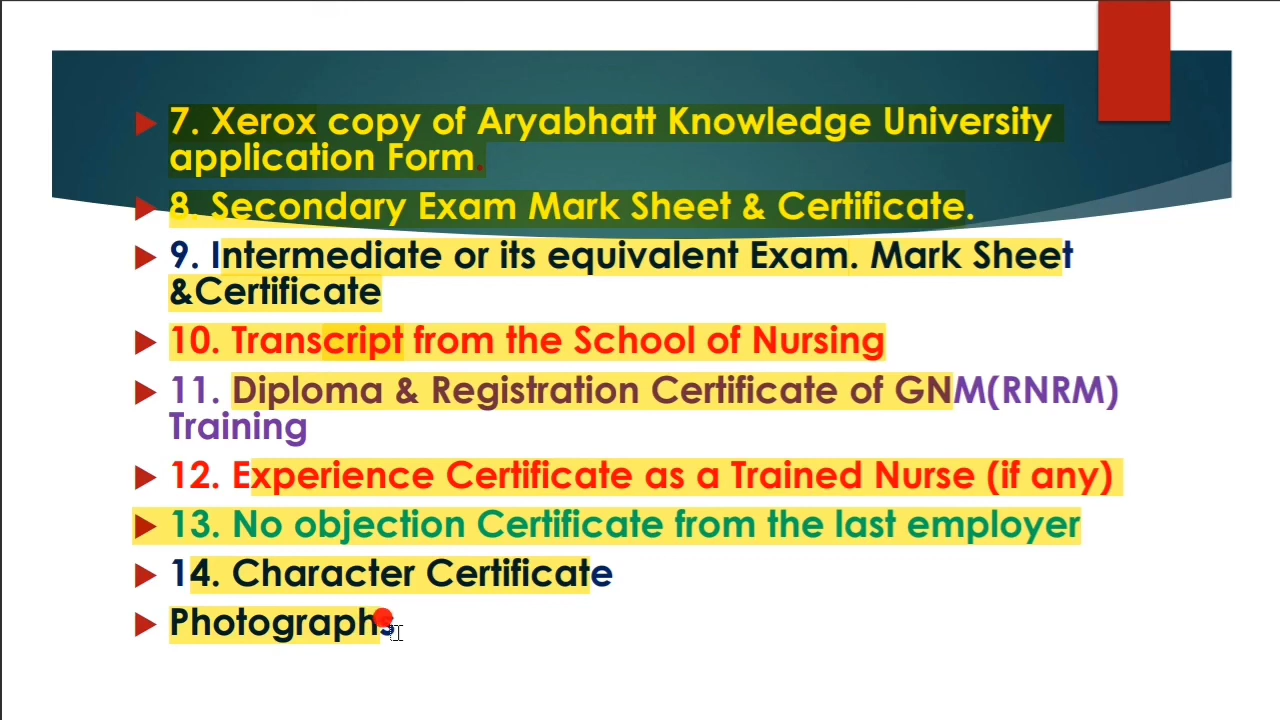 7. Xerox copy of Aryabhatt Knowledge University
application Form.
8. Secondary Exam Mark Sheet & Certificate.
9. Intermediate or its equivalent Exam. Mark Sheet
&Certificate
10. Transcript from the School of Nursing
11. Diploma & Registration Certificate of GNM(RNRM)
Training
12. Experience Certificate as a Trained Nurse (if any)
13. No objection Certificate from the last employer
14. Character Certificate
Photographs